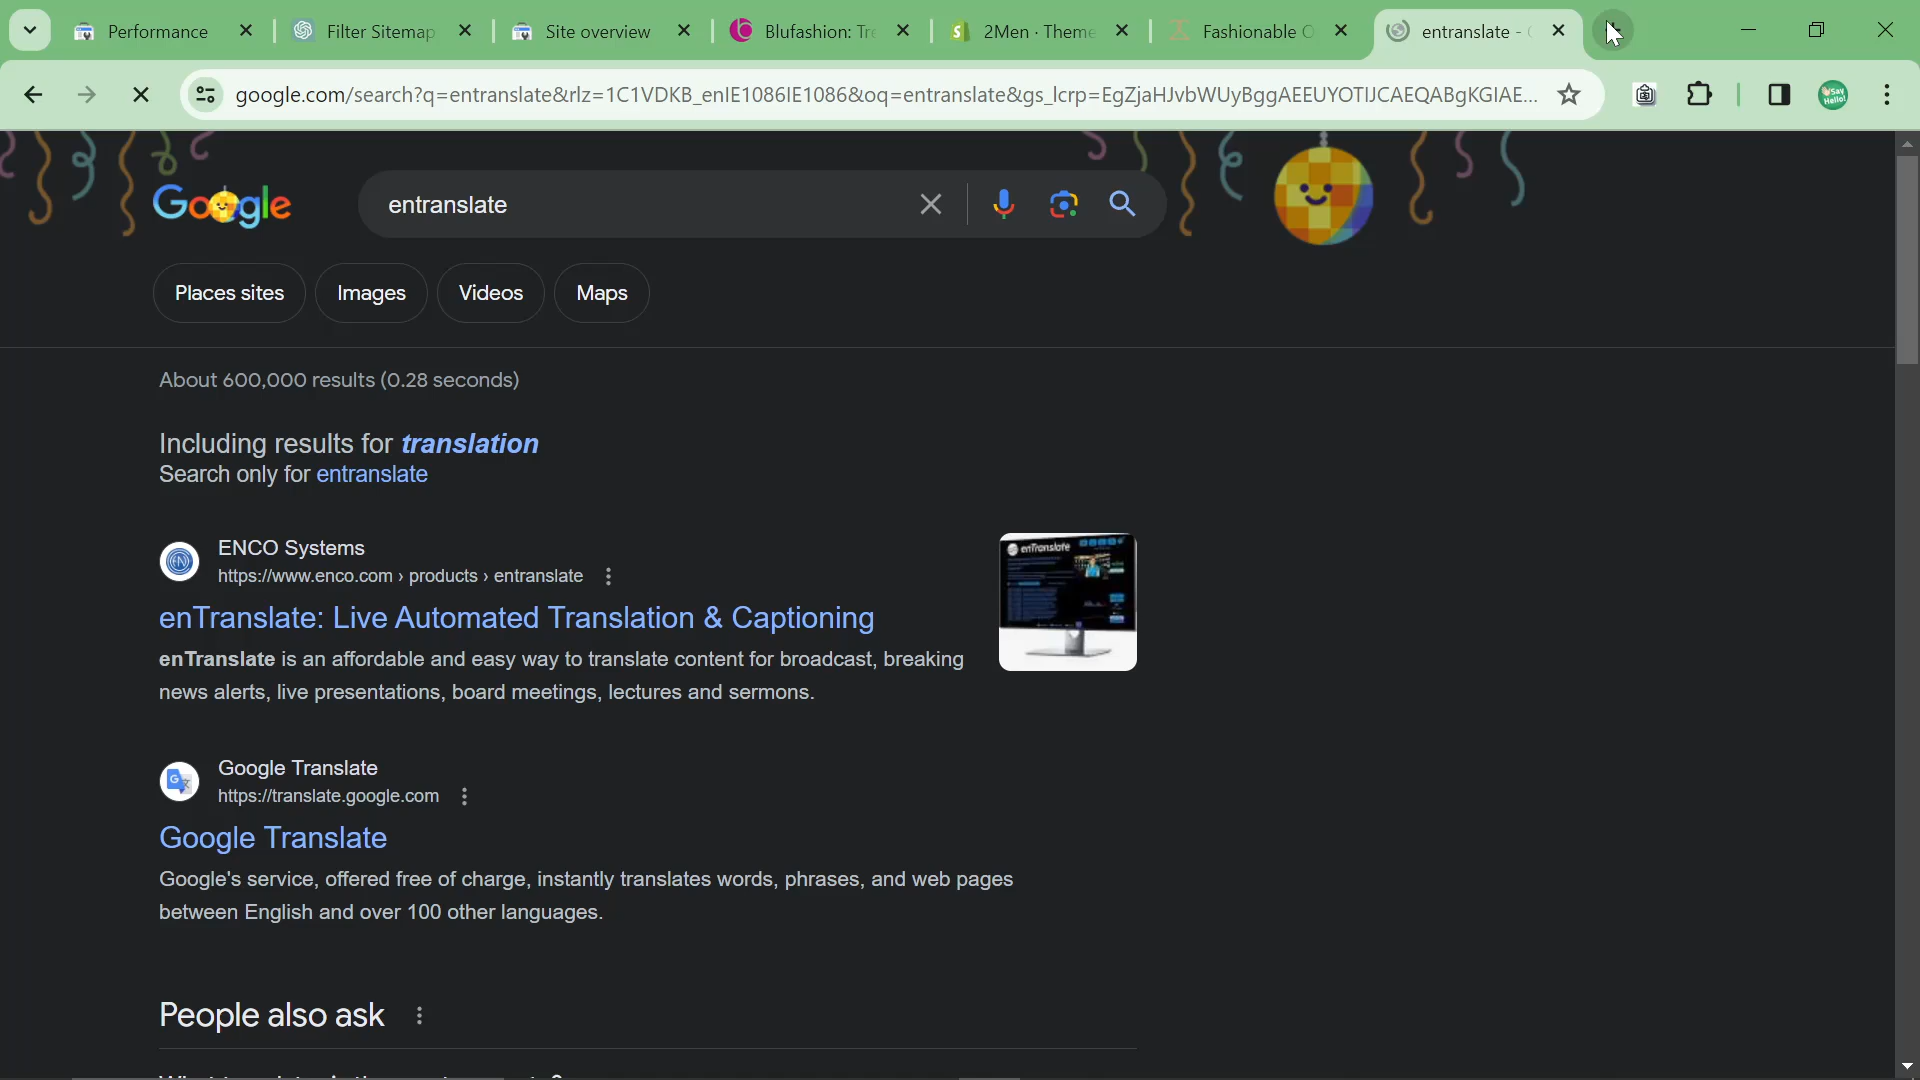 Performance
Filter Sitemap
Site overview
Blufashion: Tre
2Men · Theme
Fashionable O
entranslate -
google.com/search?q=entranslate&rlz=1C1VDKB_enIE1086IE1086&oq=entranslate&gs_lcrp=EgZjaHJvbWUyBggAEEUYOTIJCAEQABgKGIAE...
Say Hello!
Google
entranslate
Places sites
Images
Videos
Maps
About 600,000 results (0.28 seconds)
Including results for translation
Search only for entranslate
ENCO Systems
https://www.enco.com › products › entranslate
enTranslate: Live Automated Translation & Captioning
enTranslate is an affordable and easy way to translate content for broadcast, breaking
news alerts, live presentations, board meetings, lectures and sermons.
enTranslate
Google Translate
https://translate.google.com
Google Translate
Google's service, offered free of charge, instantly translates words, phrases, and web pages
between English and over 100 other languages.
People also ask